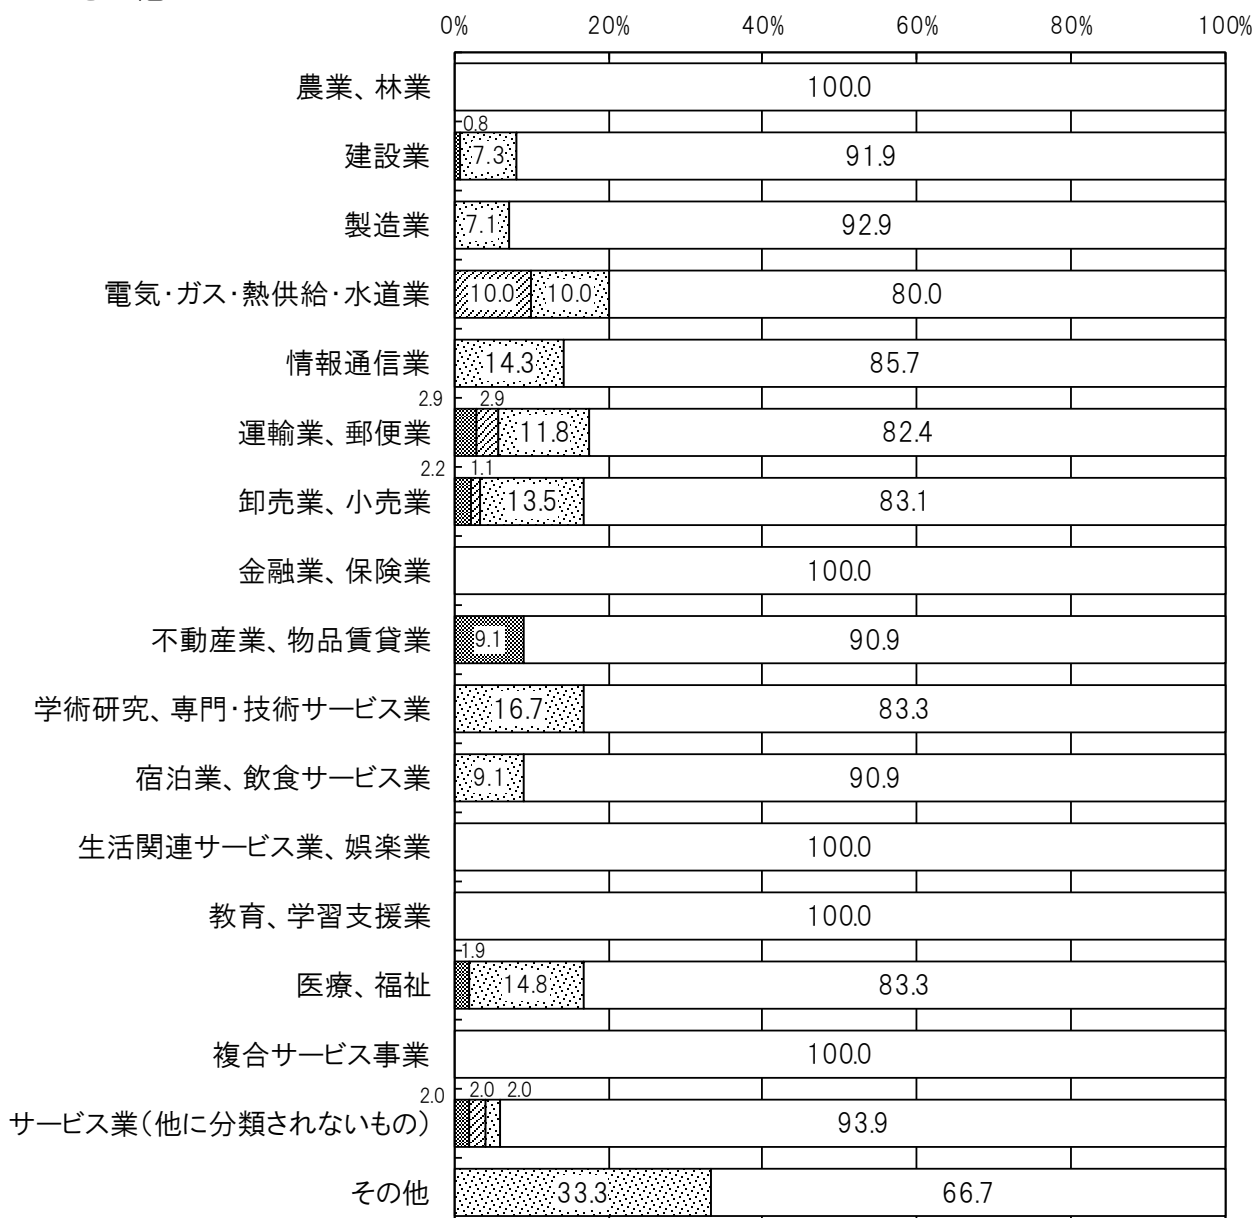 0% 20% 40% 60% 80% 100%
農業、林業 100.0
0.8
建設業 7.3 91.9
製造業 7.1 92.9
電気・ガス・熱供給・水道業 10.0 10.0 80.0
情報通信業 14.3 85.7
2.9 2.9
運輸業、郵便業 11.8 82.4
2.2 1.1
卸売業、小売業 13.5 83.1
金融業、保険業 100.0
不動産業、物品賃貸業 9.1 90.9
学術研究、専門・技術サービス業 16.7 83.3
宿泊業、飲食サービス業 9.1 90.9
生活関連サービス業、娯楽業 100.0
教育、学習支援業 100.0
1.9
医療、福祉 14.8 83.3
複合サービス事業 100.0
2.0 2.0 2.0
サービス業(他に分類されないもの) 93.9
その他 33.3 66.7